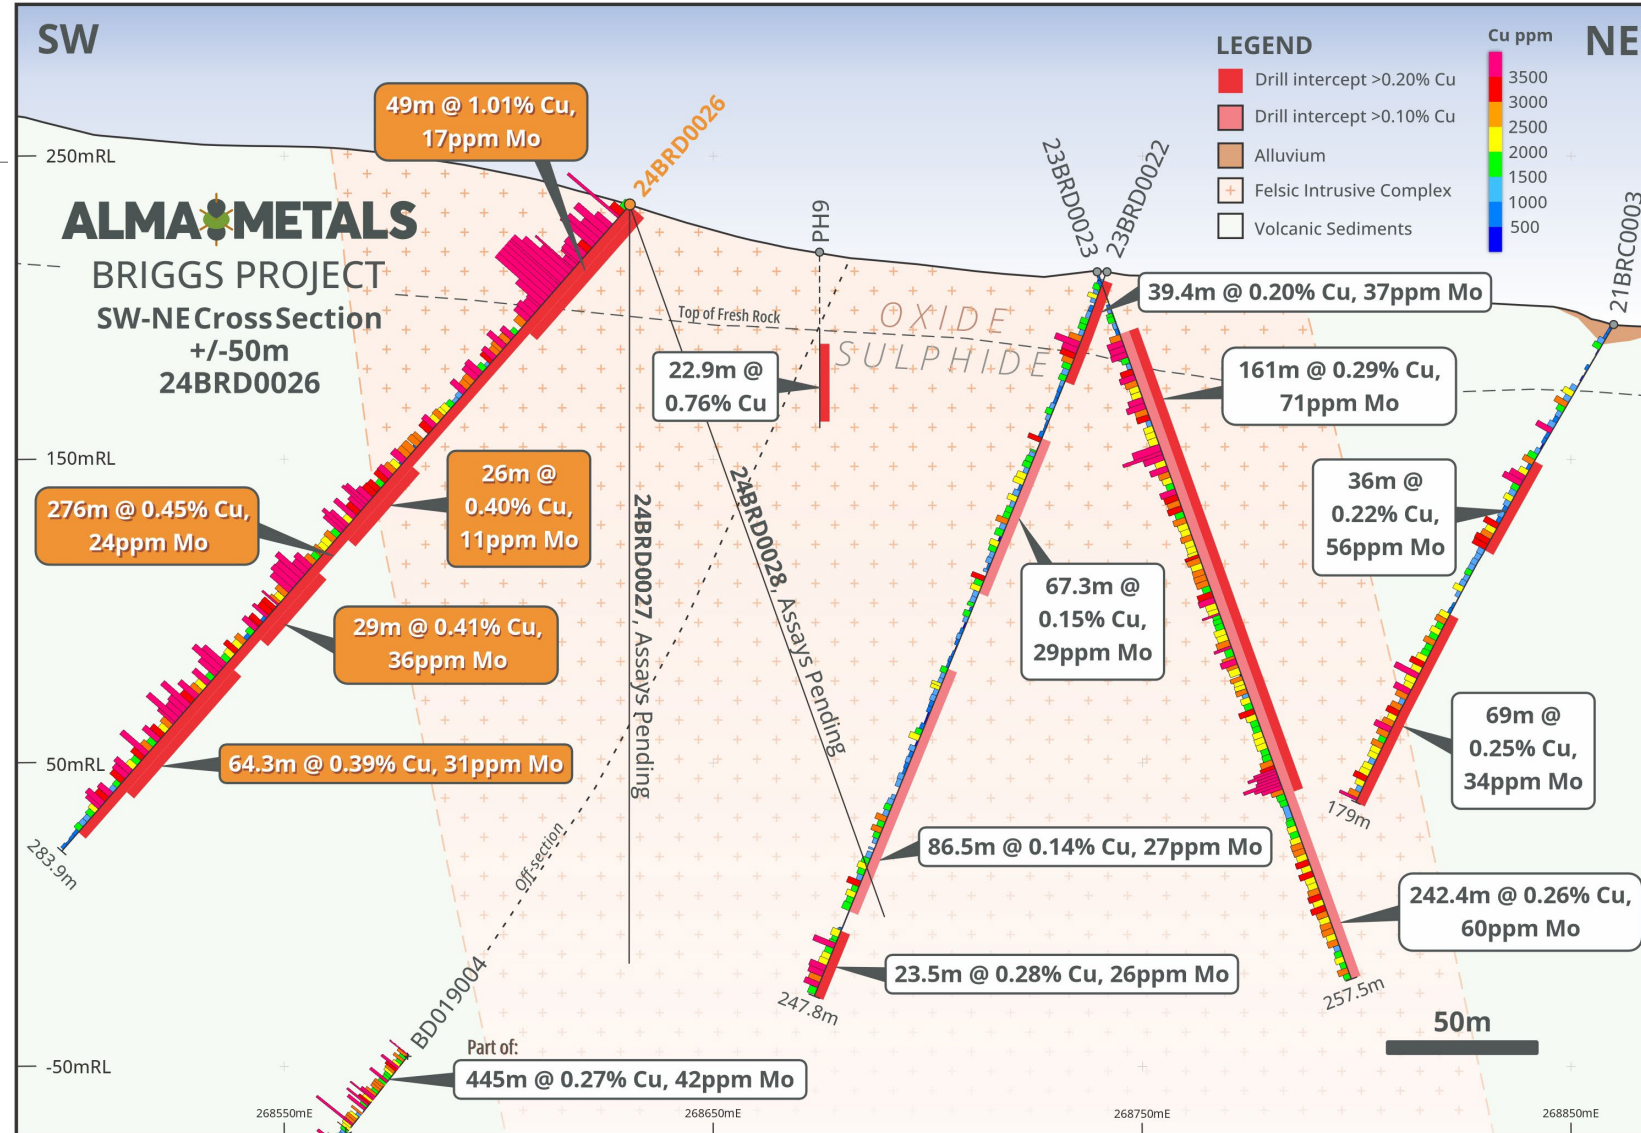 SW
NE
LEGEND
Drill intercept >0.20% Cu
Drill intercept >0.10% Cu
Alluvium
Felsic Intrusive Complex
Volcanic Sediments
Cu ppm
3500
3000
2500
2000
1500
1000
500
ALMA METALS
BRIGGS PROJECT
SW-NE Cross Section
+/-50m
24BRD0026
250mRL
150mRL
50mRL
-50mRL
49m @ 1.01% Cu,
17ppm Mo
24BRD0026
PH9
23BRD0023
23BRD0022
21BRC0003
Top of Fresh Rock
OXIDE
SULPHIDE
39.4m @ 0.20% Cu, 37ppm Mo
22.9m @
0.76% Cu
161m @ 0.29% Cu,
71ppm Mo
276m @ 0.45% Cu,
24ppm Mo
26m @
0.40% Cu,
11ppm Mo
36m @
0.22% Cu,
56ppm Mo
24BRD0027, Assays Pending
24BRD0028, Assays Pending
67.3m @
0.15% Cu,
29ppm Mo
29m @ 0.41% Cu,
36ppm Mo
69m @
0.25% Cu,
34ppm Mo
64.3m @ 0.39% Cu, 31ppm Mo
179m
283.9m
Off-section
86.5m @ 0.14% Cu, 27ppm Mo
242.4m @ 0.26% Cu,
60ppm Mo
23.5m @ 0.28% Cu, 26ppm Mo
247.8m
257.5m
50m
BD019004
Part of:
445m @ 0.27% Cu, 42ppm Mo
268550mE
268650mE
268750mE
268850mE